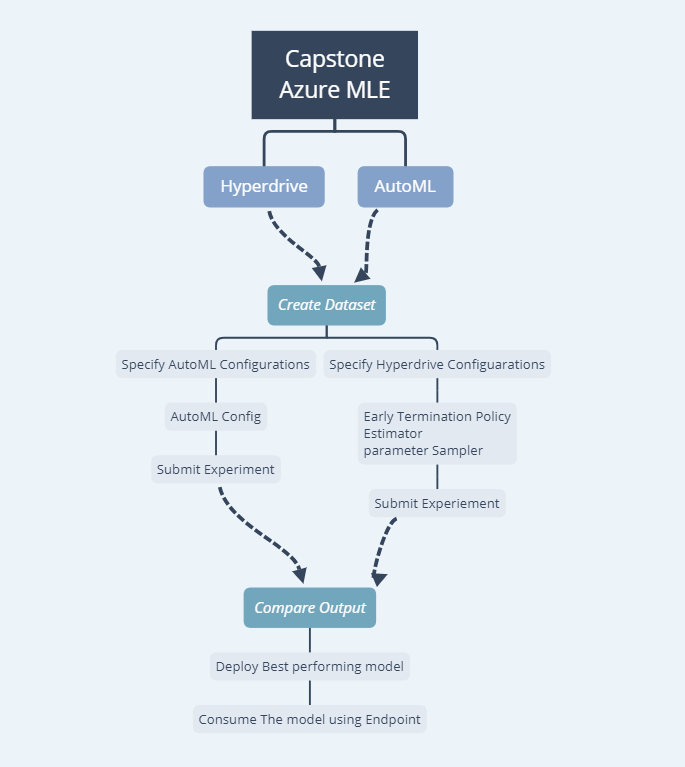 Capstone
Azure MLE
Hyperdrive
AutoML
Create Dataset
Specify AutoML Configurations
Specify Hyperdrive Configuarations
AutoML Config
Early Termination Policy
Estimator
parameter Sampler
Submit Experiment
Submit Experiement
Compare Output
Deploy Best performing model
Consume The model using Endpoint